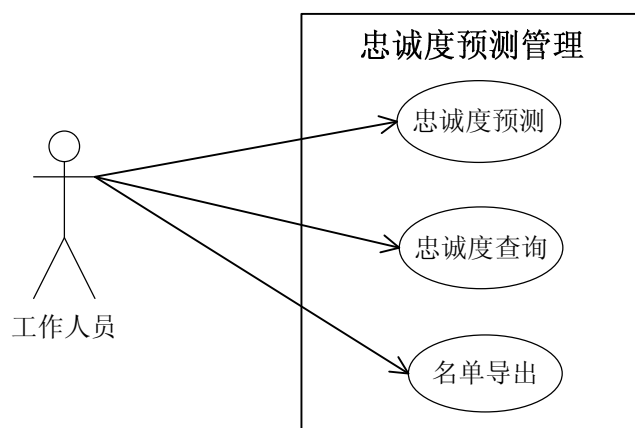 忠诚度预测管理
忠诚度预测
忠诚度查询
工作人员
名单导出